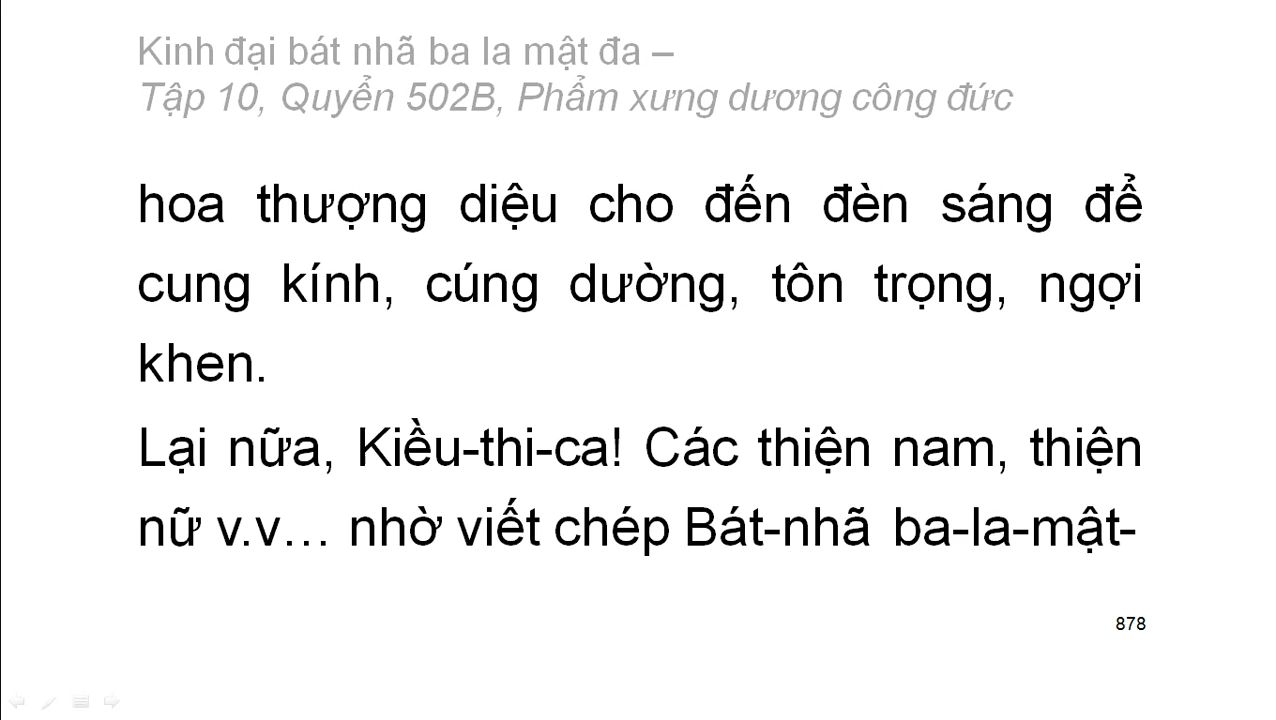 Kinh đại bát nhã ba la mật đa –
Tập 10, Quyển 502B, Phẩm xưng dương công đức
hoa thượng diệu cho đến đèn sáng để
cung kính, cúng dường, tôn trọng, ngợi
khen.
Lại nữa, Kiều-thi-ca! Các thiện nam, thiện
nữ v.v… nhờ viết chép Bát-nhã ba-la-mật-
878